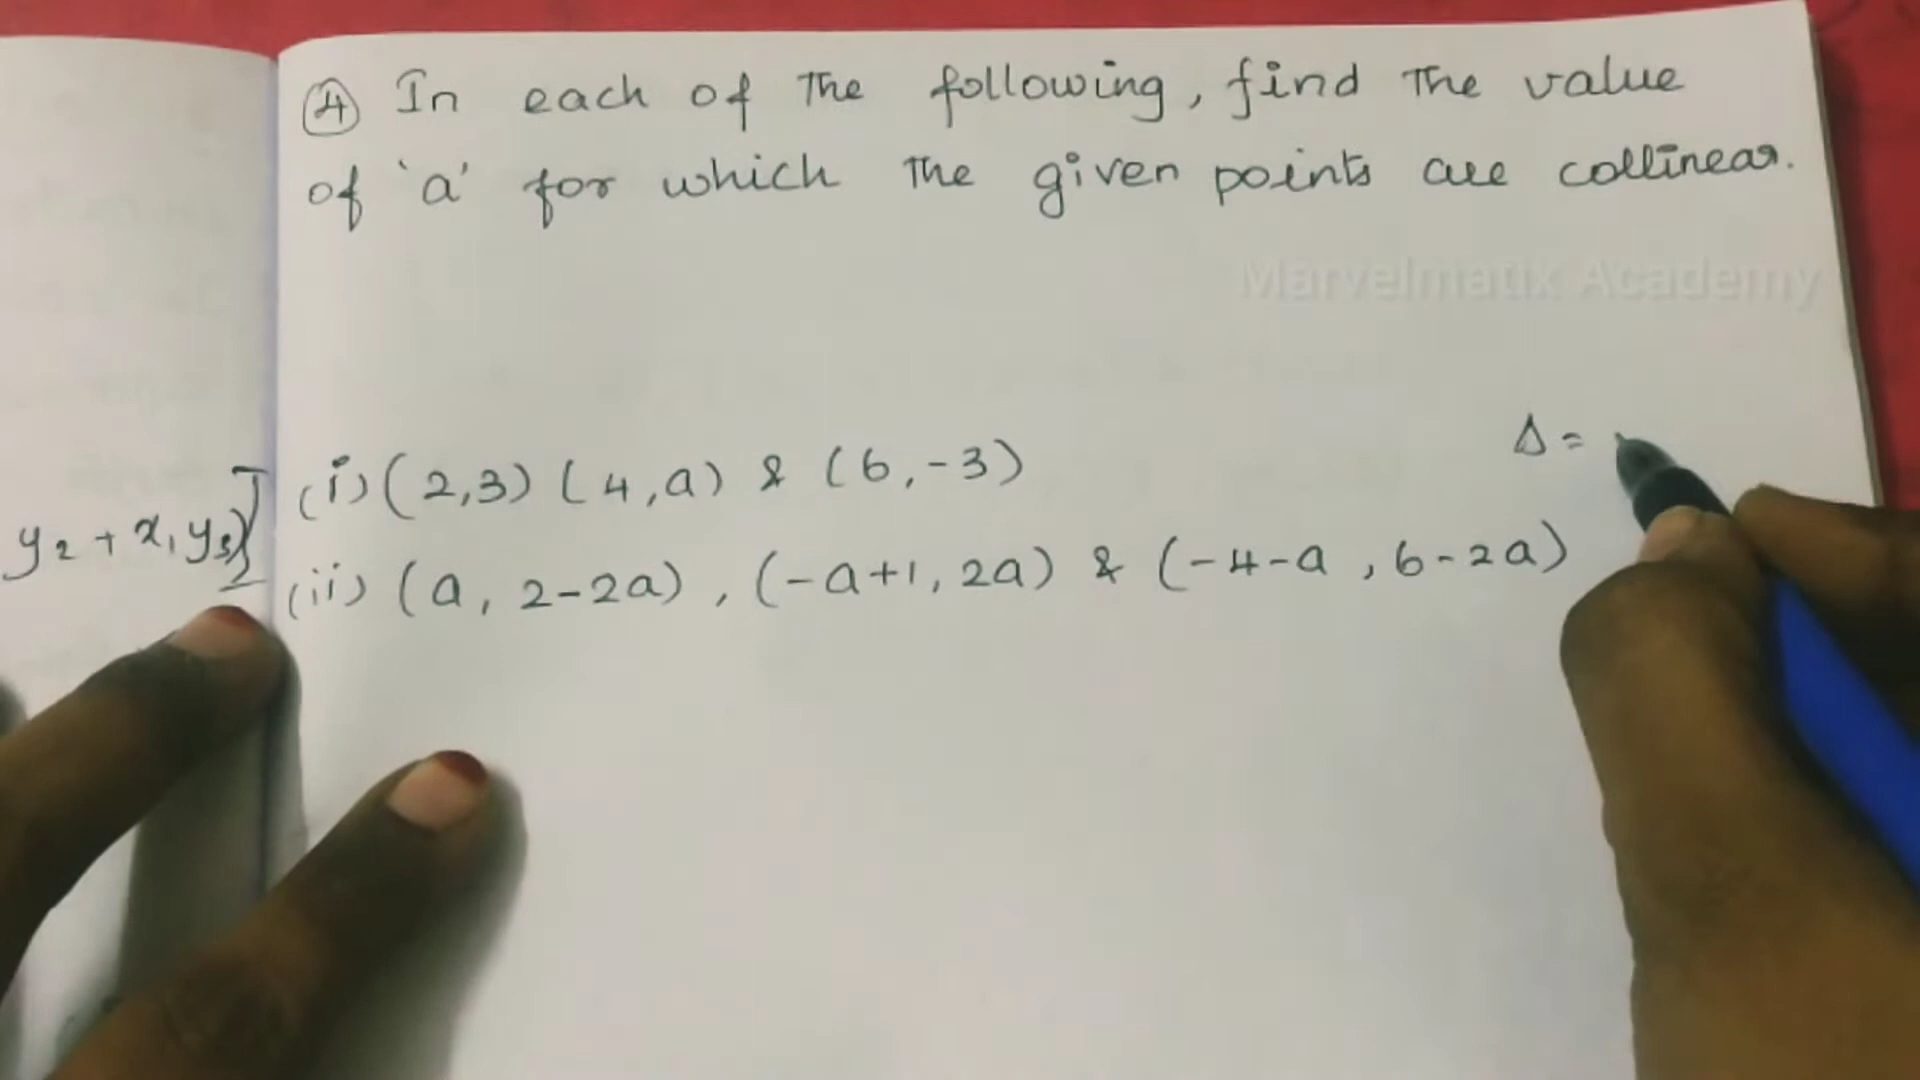 ④ In each of The following, find The value
of 'a' for which The given points are collinear.
Marvelmatix Academy
Δ =
(i) (2,3) (4,a) & (6,-3)
y₂ + x₁y₃)}
(ii) (a, 2-2a), (-a+1, 2a) & (-4-a, 6-2a)